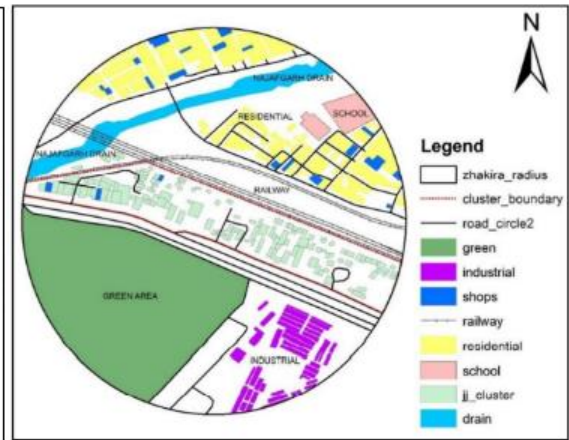 N
NAJAFGARH DRAIN
RESIDENTIAL
SCHOOL
NAJAFGARH DRAIN
RAILWAY
GREEN AREA
INDUSTRIAL
Legend
zhakira_radius
cluster_boundary
road_circle2
green
industrial
shops
railway
residential
school
jj_cluster
drain